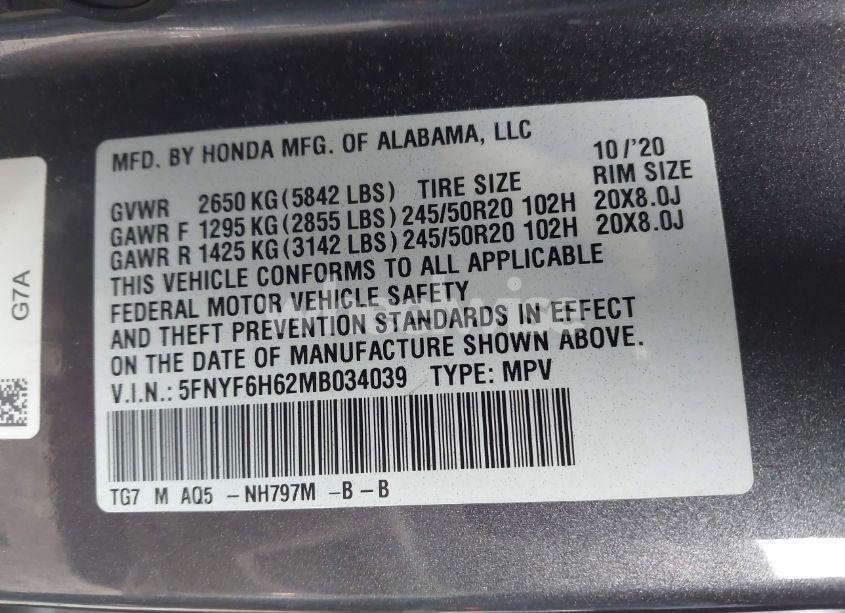 MFD. BY HONDA MFG. OF ALABAMA, LLC 10/'20
GVWR 2650 KG (5842 LBS) TIRE SIZE RIM SIZE
GAWR F 1295 KG (2855 LBS) 245/50R20 102H 20X8.0J
GAWR R 1425 KG (3142 LBS) 245/50R20 102H 20X8.0J
THIS VEHICLE CONFORMS TO ALL APPLICABLE
FEDERAL MOTOR VEHICLE SAFETY
AND THEFT PREVENTION STANDARDS IN EFFECT
ON THE DATE OF MANUFACTURE SHOWN ABOVE.
V.I.N.: 5FNYF6H62MB034039 TYPE: MPV
TG7 M AQ5 -NH797M -B-B
G7A